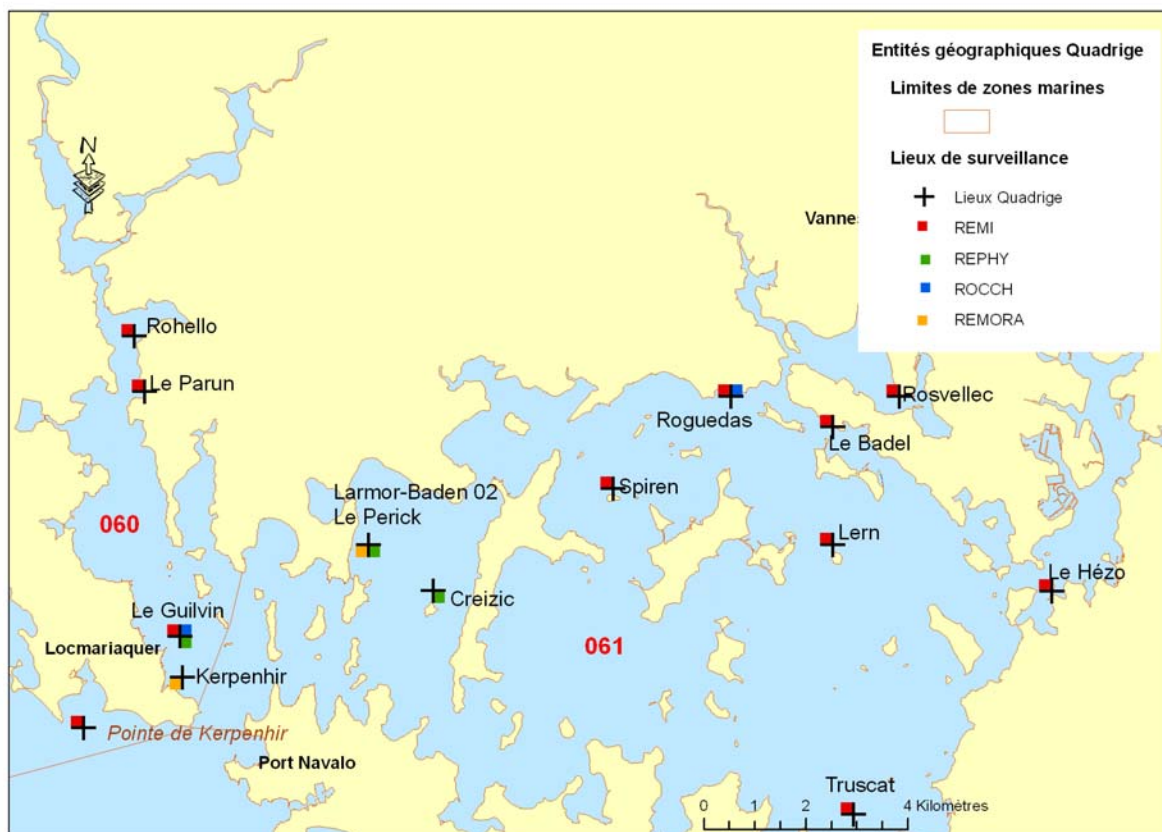 Entités géographiques Quadrige
Limites de zones marines
Lieux de surveillance
Lieux Quadrige
REMI
REPHY
ROCCH
REMORA
N
Vannes
Rohello
Le Parun
Roguedas
Rosvellec
Le Badel
Larmor-Baden 02
Le Perick
Spiren
060
Lern
Creizic
Le Hézo
Le Guilvin
Locmariaquer
061
Kerpenhir
Pointe de Kerpenhir
Port Navalo
Truscat
0 1 2 4 Kilomètres